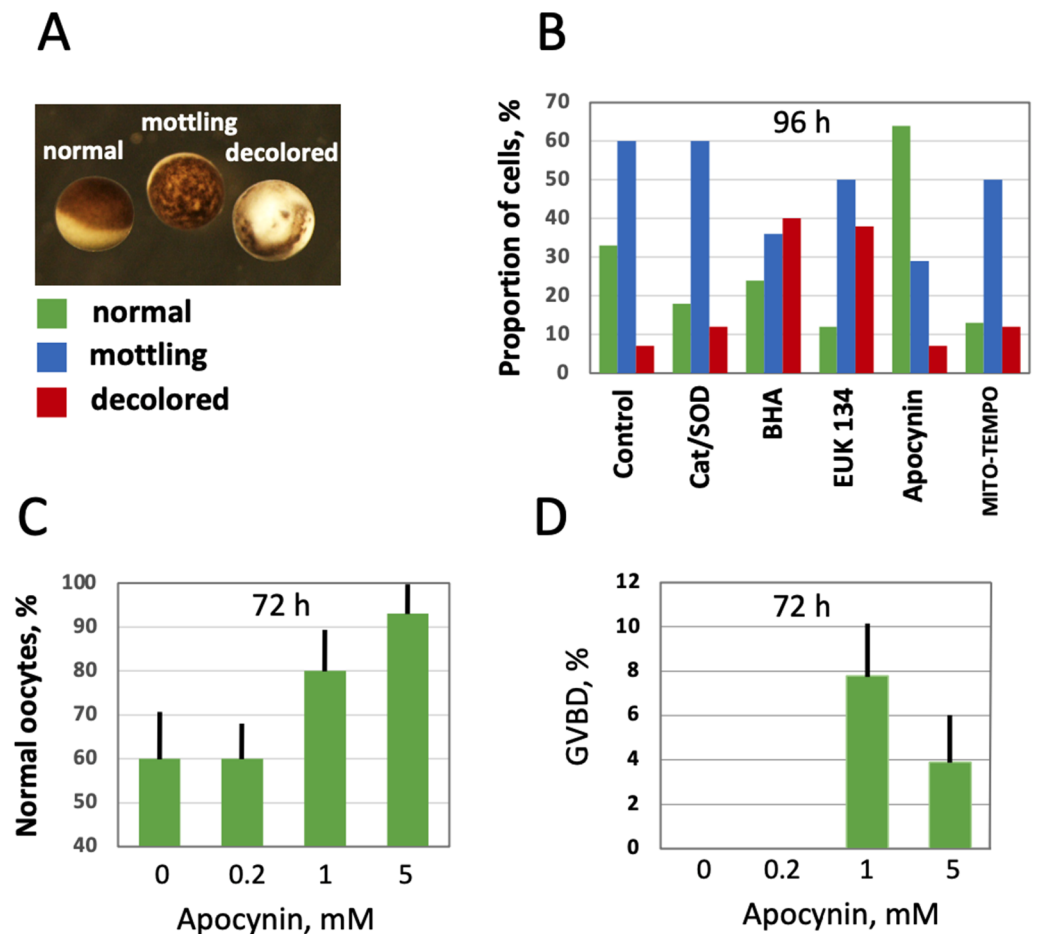 A
normal
mottling
decolored
normal
mottling
decolored
B
Proportion of cells, %
70
60
50
40
30
20
10
0
96 h
Control
Cat/SOD
BHA
EUK 134
Apocynin
MITO-TEMPO
C
Normal oocytes, %
100
90
80
70
60
50
40
72 h
0 0.2 1 5
Apocynin, mM
D
GVBD, %
12
10
8
6
4
2
0
72 h
0 0.2 1 5
Apocynin, mM